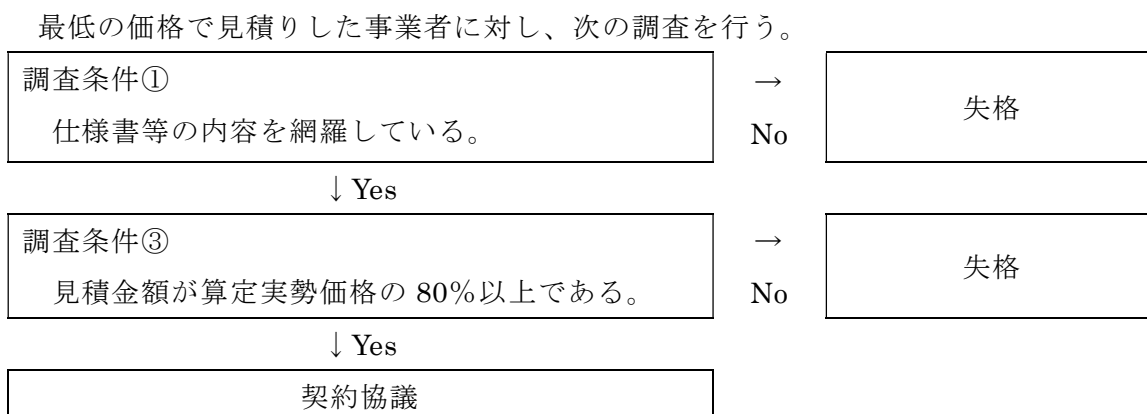 最低の価格で見積りした事業者に対し、次の調査を行う。
調査条件①
仕様書等の内容を網羅している。
→
No
失格
↓ Yes
調査条件③
見積金額が算定実勢価格の 80％以上である。
→
No
失格
↓ Yes
契約協議